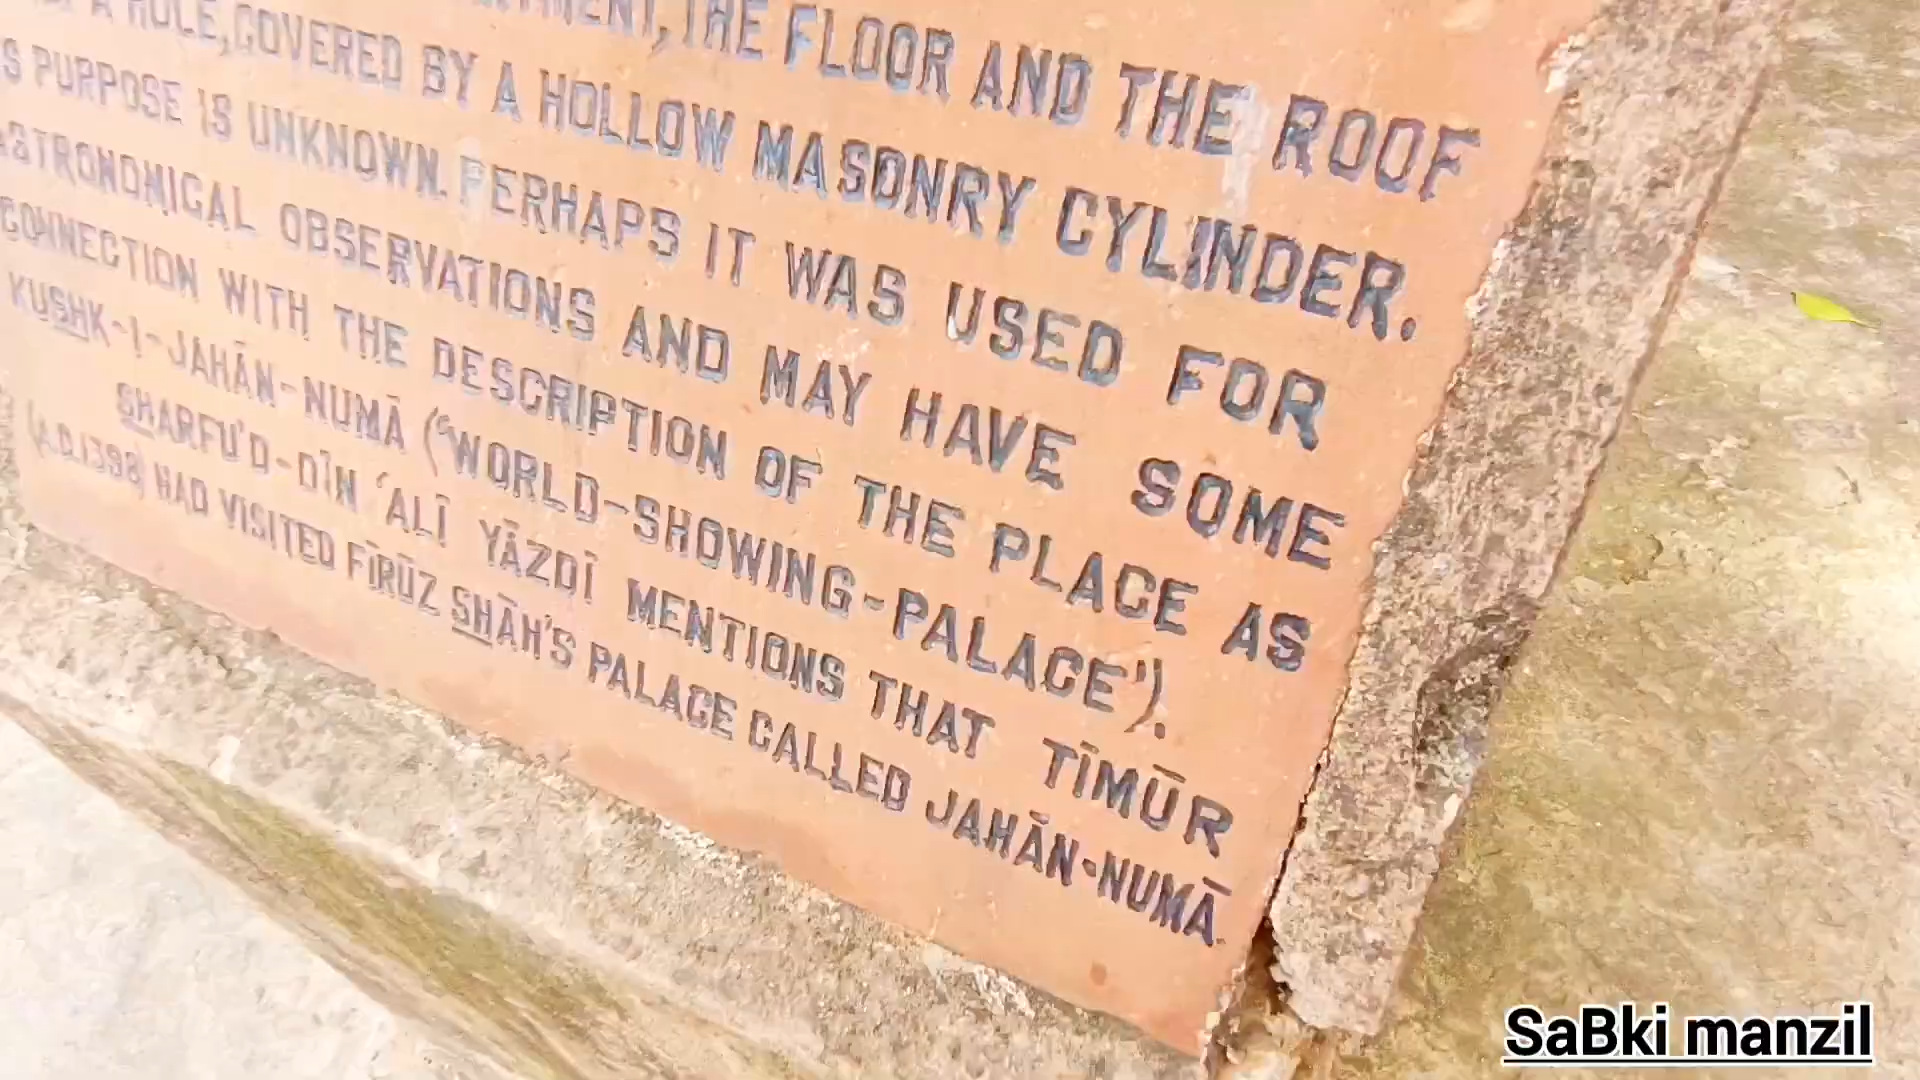 THE FLOOR AND THE ROOF
A HOLE, COVERED BY A HOLLOW MASONRY CYLINDER.
PURPOSE IS UNKNOWN. PERHAPS IT WAS USED FOR
ASTRONOMICAL OBSERVATIONS AND MAY HAVE SOME
CONNECTION WITH THE DESCRIPTION OF THE PLACE AS
KUSHK-I-JAHĀN-NUMĀ ("WORLD-SHOWING-PALACE").
SHARFU'D-DĪN 'ALĪ YĀZDĪ MENTIONS THAT TĪMŪR
(A.D.1398) HAD VISITED FĪRŪZ SHĀH'S PALACE CALLED JAHĀN-NUMĀ.
SaBki manzil